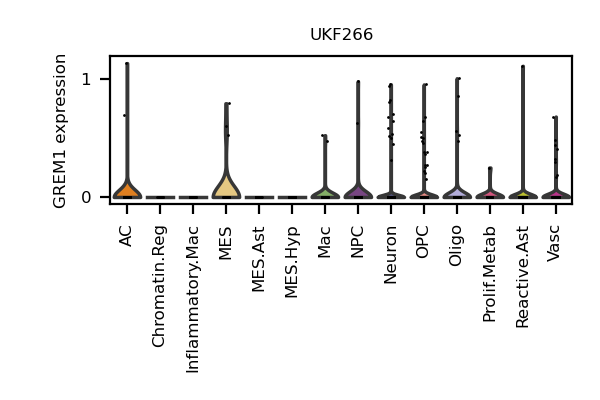 UKF266
GREM1 expression
1
0
AC
Chromatin.Reg
Inflammatory.Mac
MES
MES.Ast
MES.Hyp
Mac
NPC
Neuron
OPC
Oligo
Prolif.Metab
Reactive.Ast
Vasc